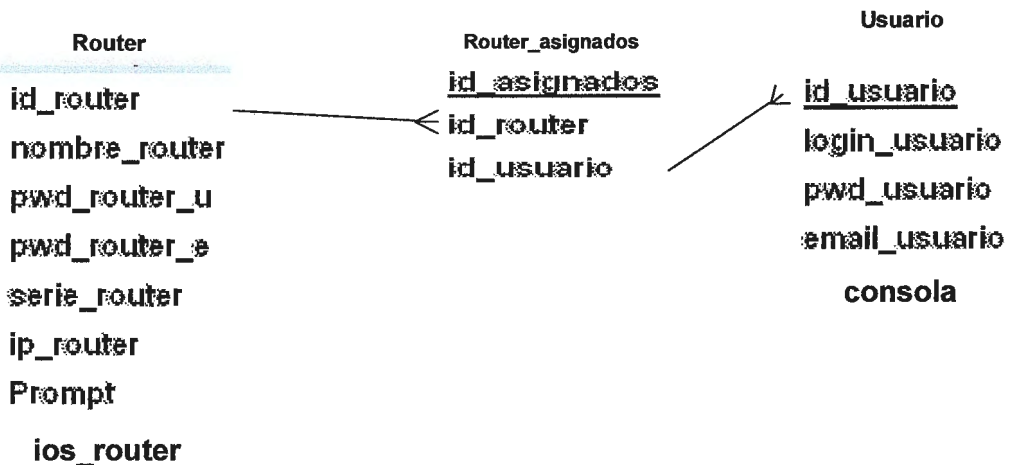 Router
id_router
nombre_router
pwd_router_u
pwd_router_e
serie_router
ip_router
Prompt
ios_router
Router_asignados
id_asignados
id_router
id_usuario
Usuario
id_usuario
login_usuario
pwd_usuario
email_usuario
consola